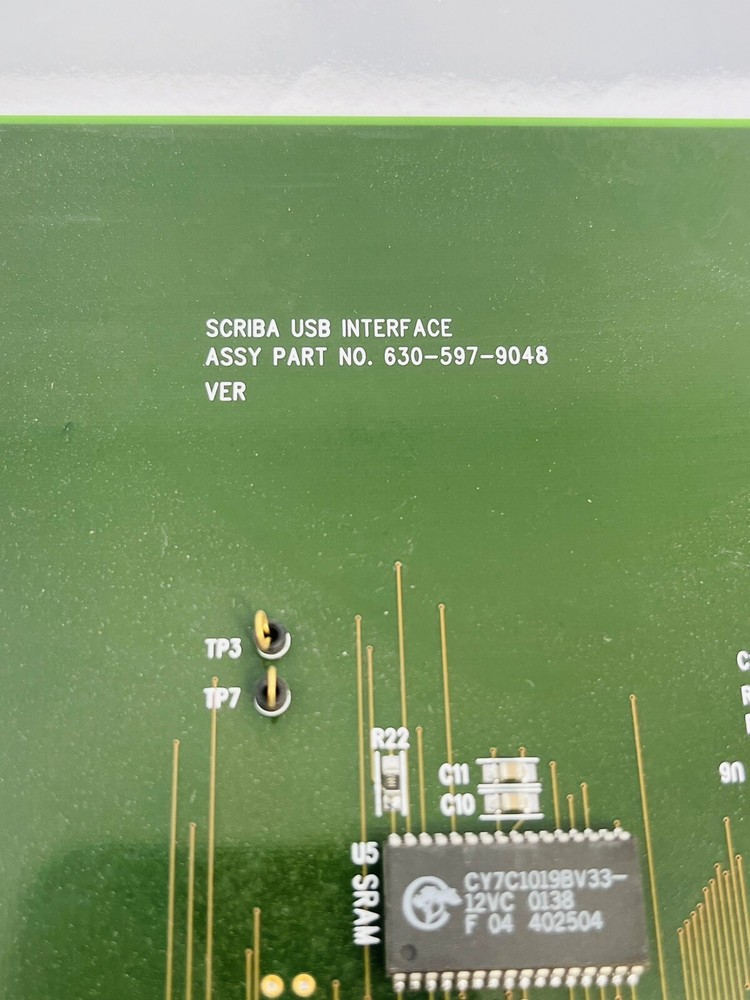 SCRIBA USB INTERFACE
ASSY PART NO. 630-597-9048
VER
TP3
TP7
R22
C11
C10
U5 SRAM
U6
CY7C1019BV33-
12VC 0138
F 04 402504